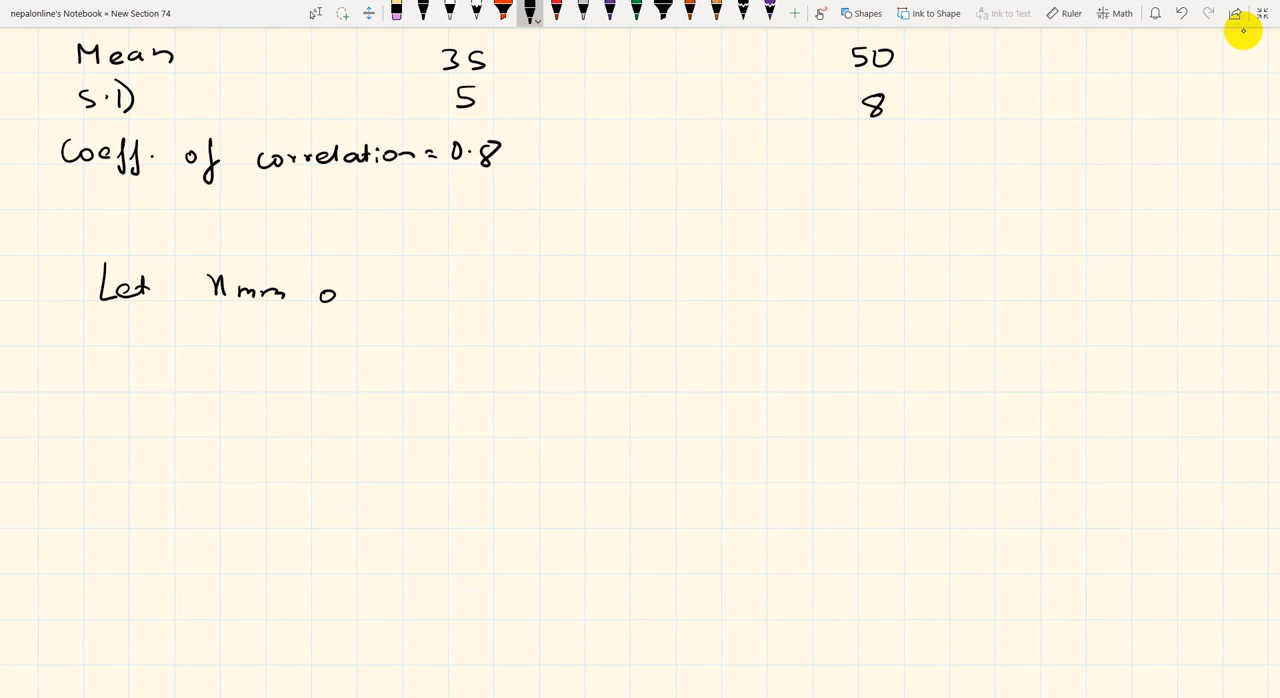 nepalonline's Notebook » New Section 74 Shapes Ink to Shape Ink to Text Ruler Math
Mean 35 50
S.D 5 8
Coeff. of correlation = 0.8
Let x mm o